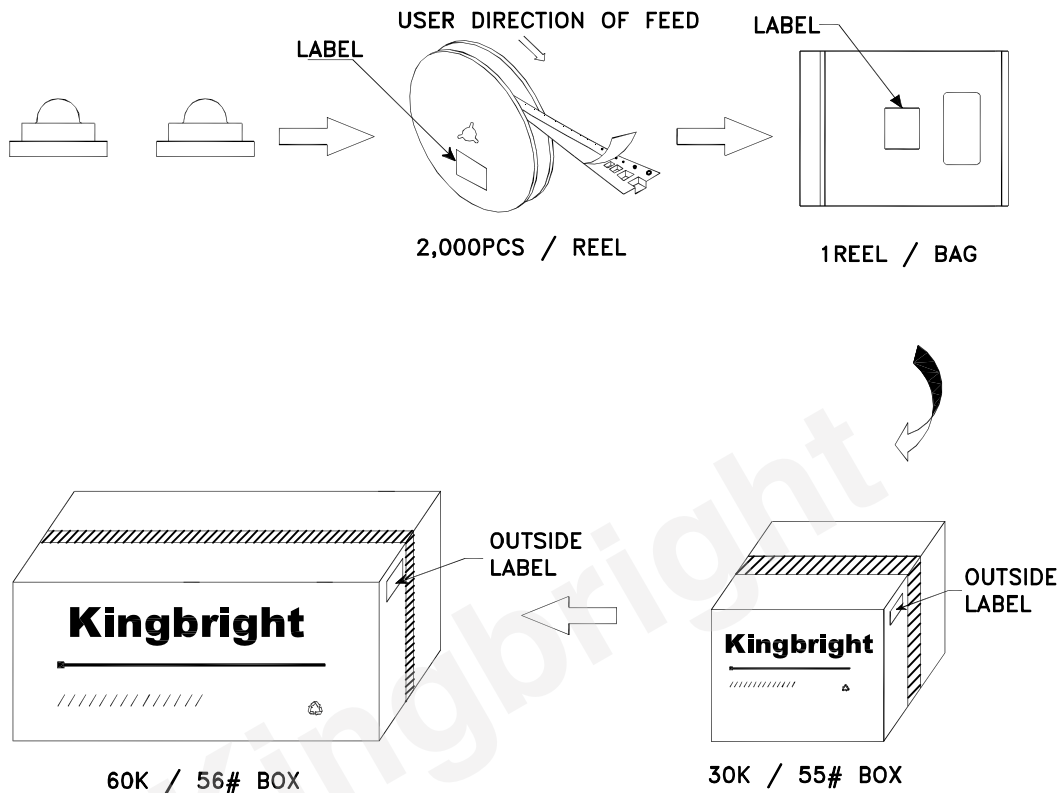 USER DIRECTION OF FEED
LABEL
LABEL
2,000PCS / REEL
1REEL / BAG
OUTSIDE
LABEL
OUTSIDE
LABEL
Kingbright
Kingbright
60K / 56# BOX
30K / 55# BOX
Kingbright